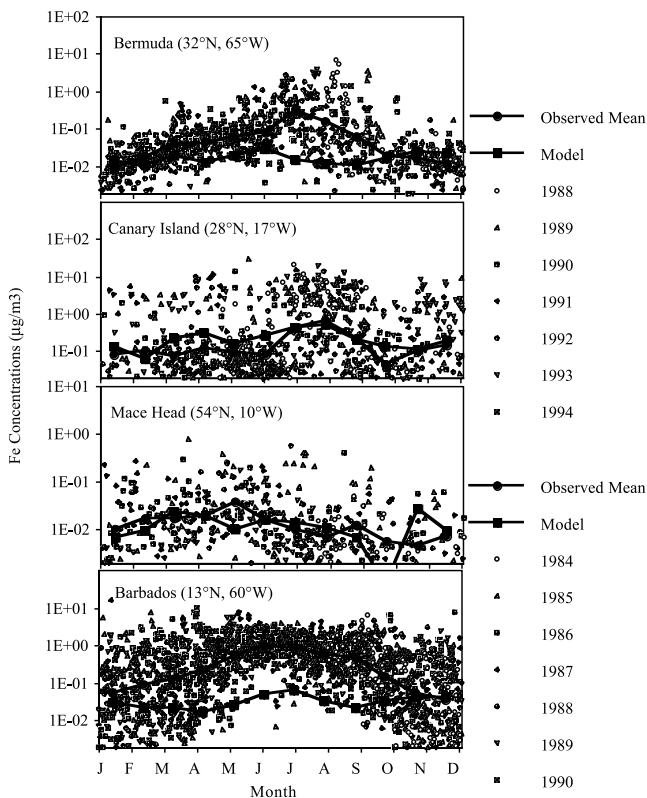 Fe Concentrations (µg/m3)
1E+02
1E+01
1E+00
1E-01
1E-02
Bermuda (32°N, 65°W)
1E+02
1E+01
1E+00
1E-01
Canary Island (28°N, 17°W)
1E+01
1E+00
1E-01
1E-02
Mace Head (54°N, 10°W)
1E+01
1E+00
1E-01
1E-02
Barbados (13°N, 60°W)
J F M A M J J A S O N D
Month
Observed Mean
Model
1988
1989
1990
1991
1992
1993
1994
Observed Mean
Model
1984
1985
1986
1987
1988
1989
1990